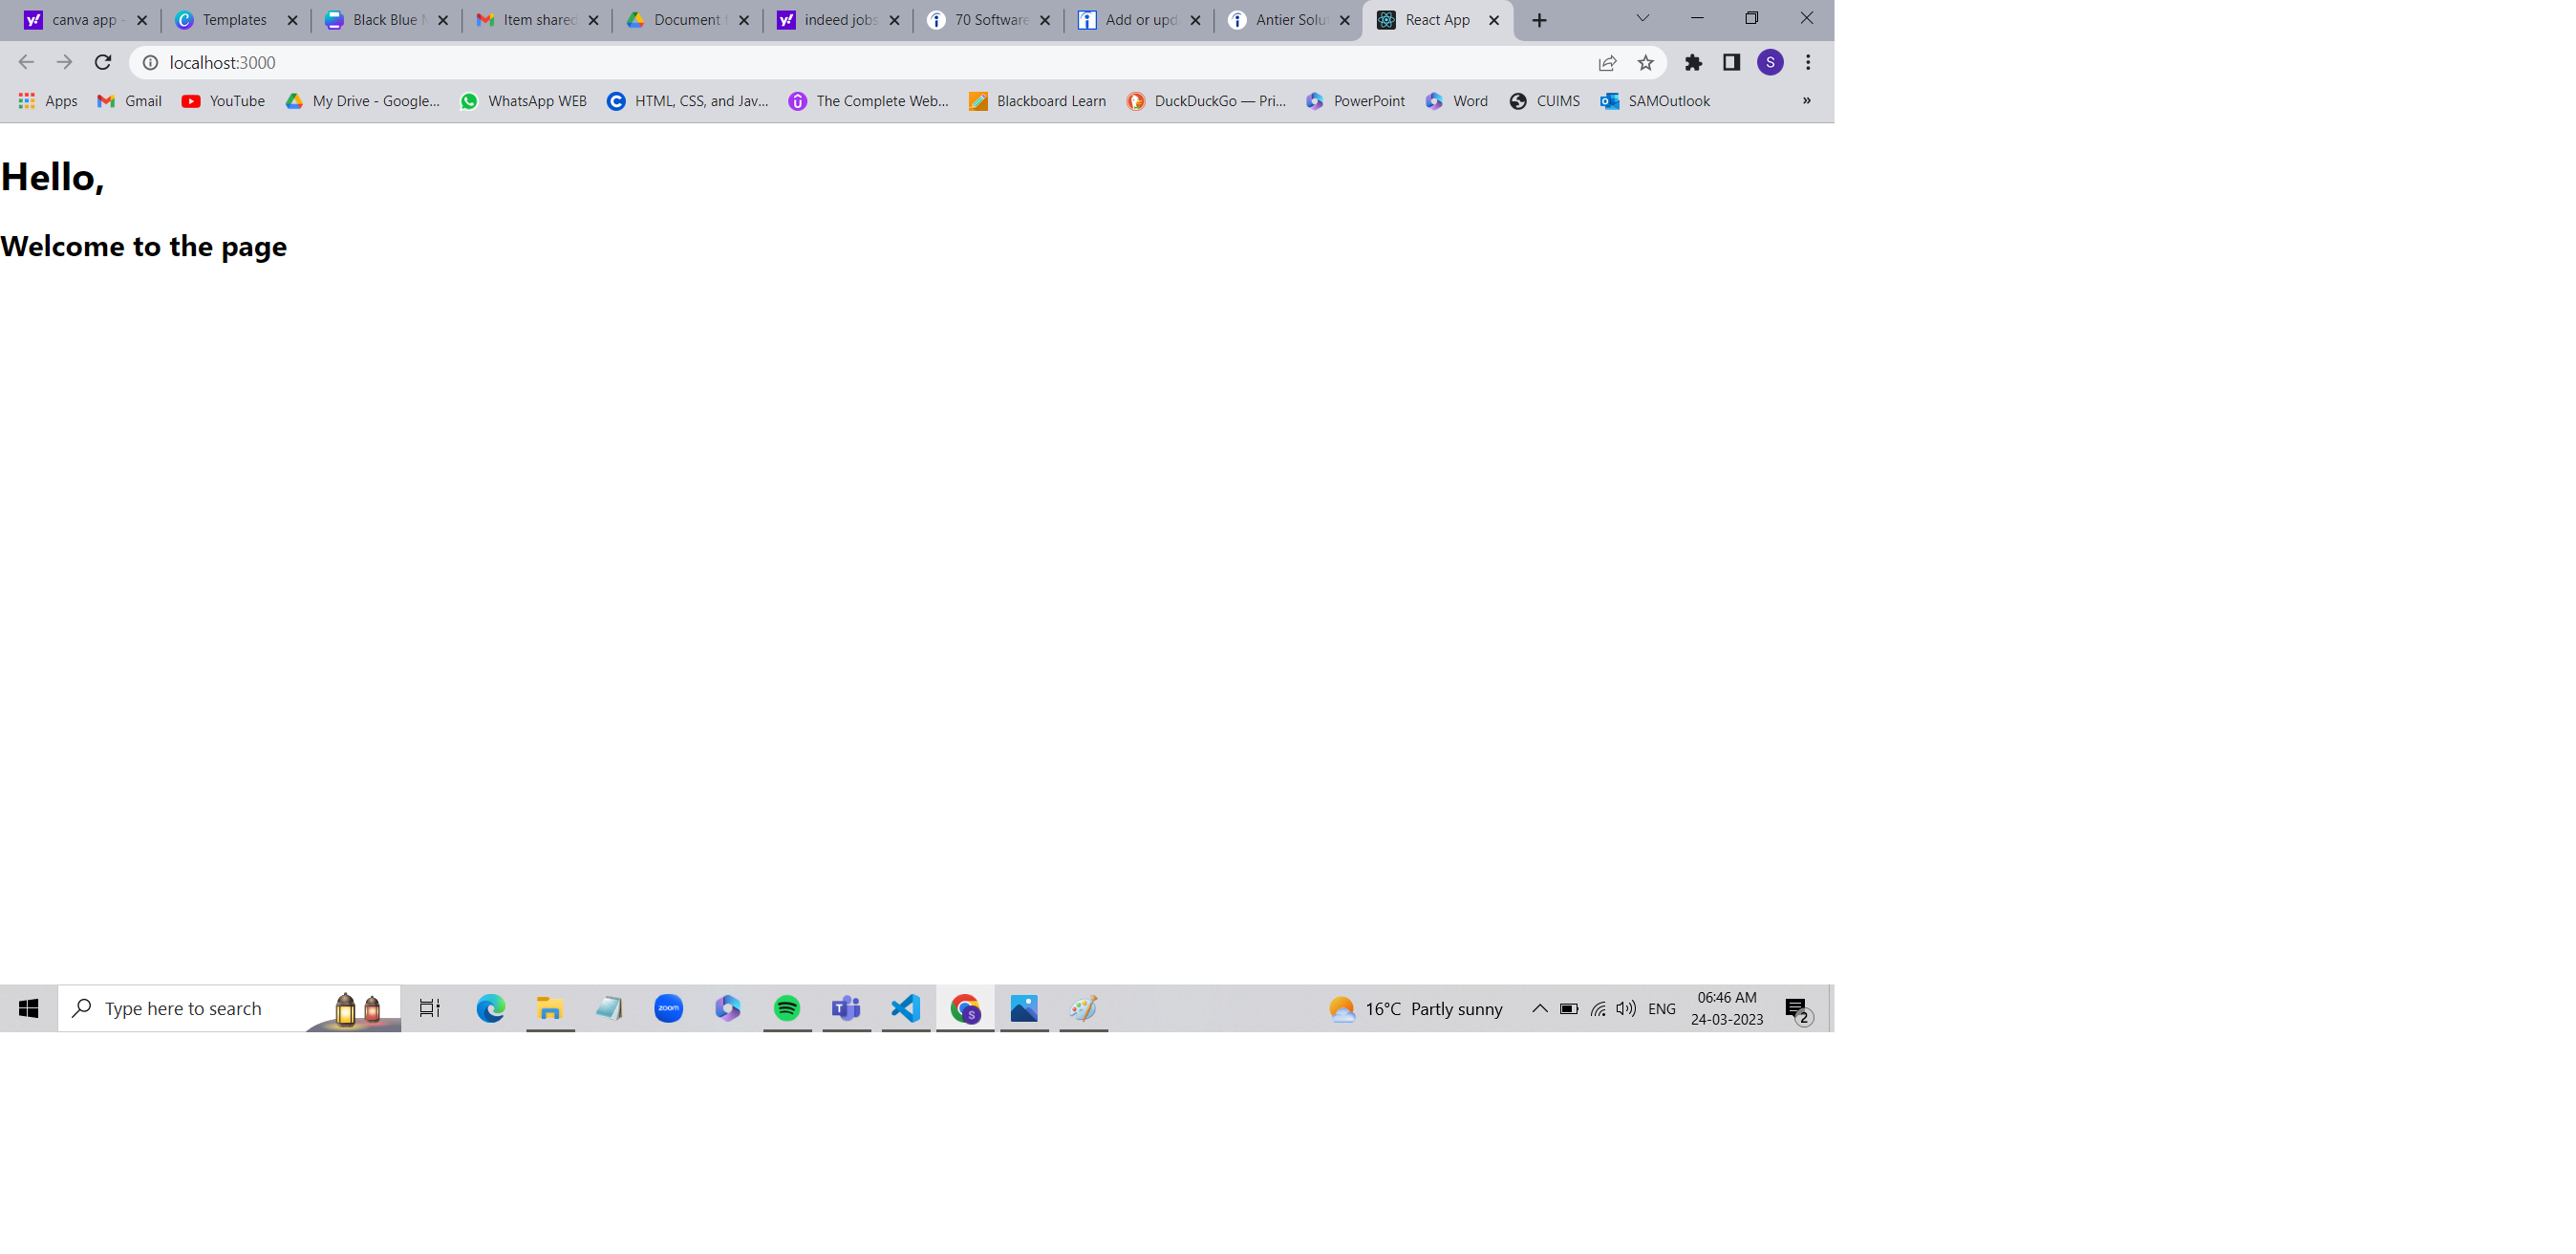 canva app -
Templates
Black Blue
Item shared
Document
indeed jobs
70 Software
Add or upd
Antier Solu
React App
localhost:3000
S
Apps
Gmail
YouTube
My Drive - Google...
WhatsApp WEB
HTML, CSS, and Jav...
The Complete Web...
Blackboard Learn
DuckDuckGo — Pri...
PowerPoint
Word
CUIMS
SAMOutlook
»
Hello,
Welcome to the page
Type here to search
zoom
16°C Partly sunny
ENG
06:46 AM
24-03-2023
2